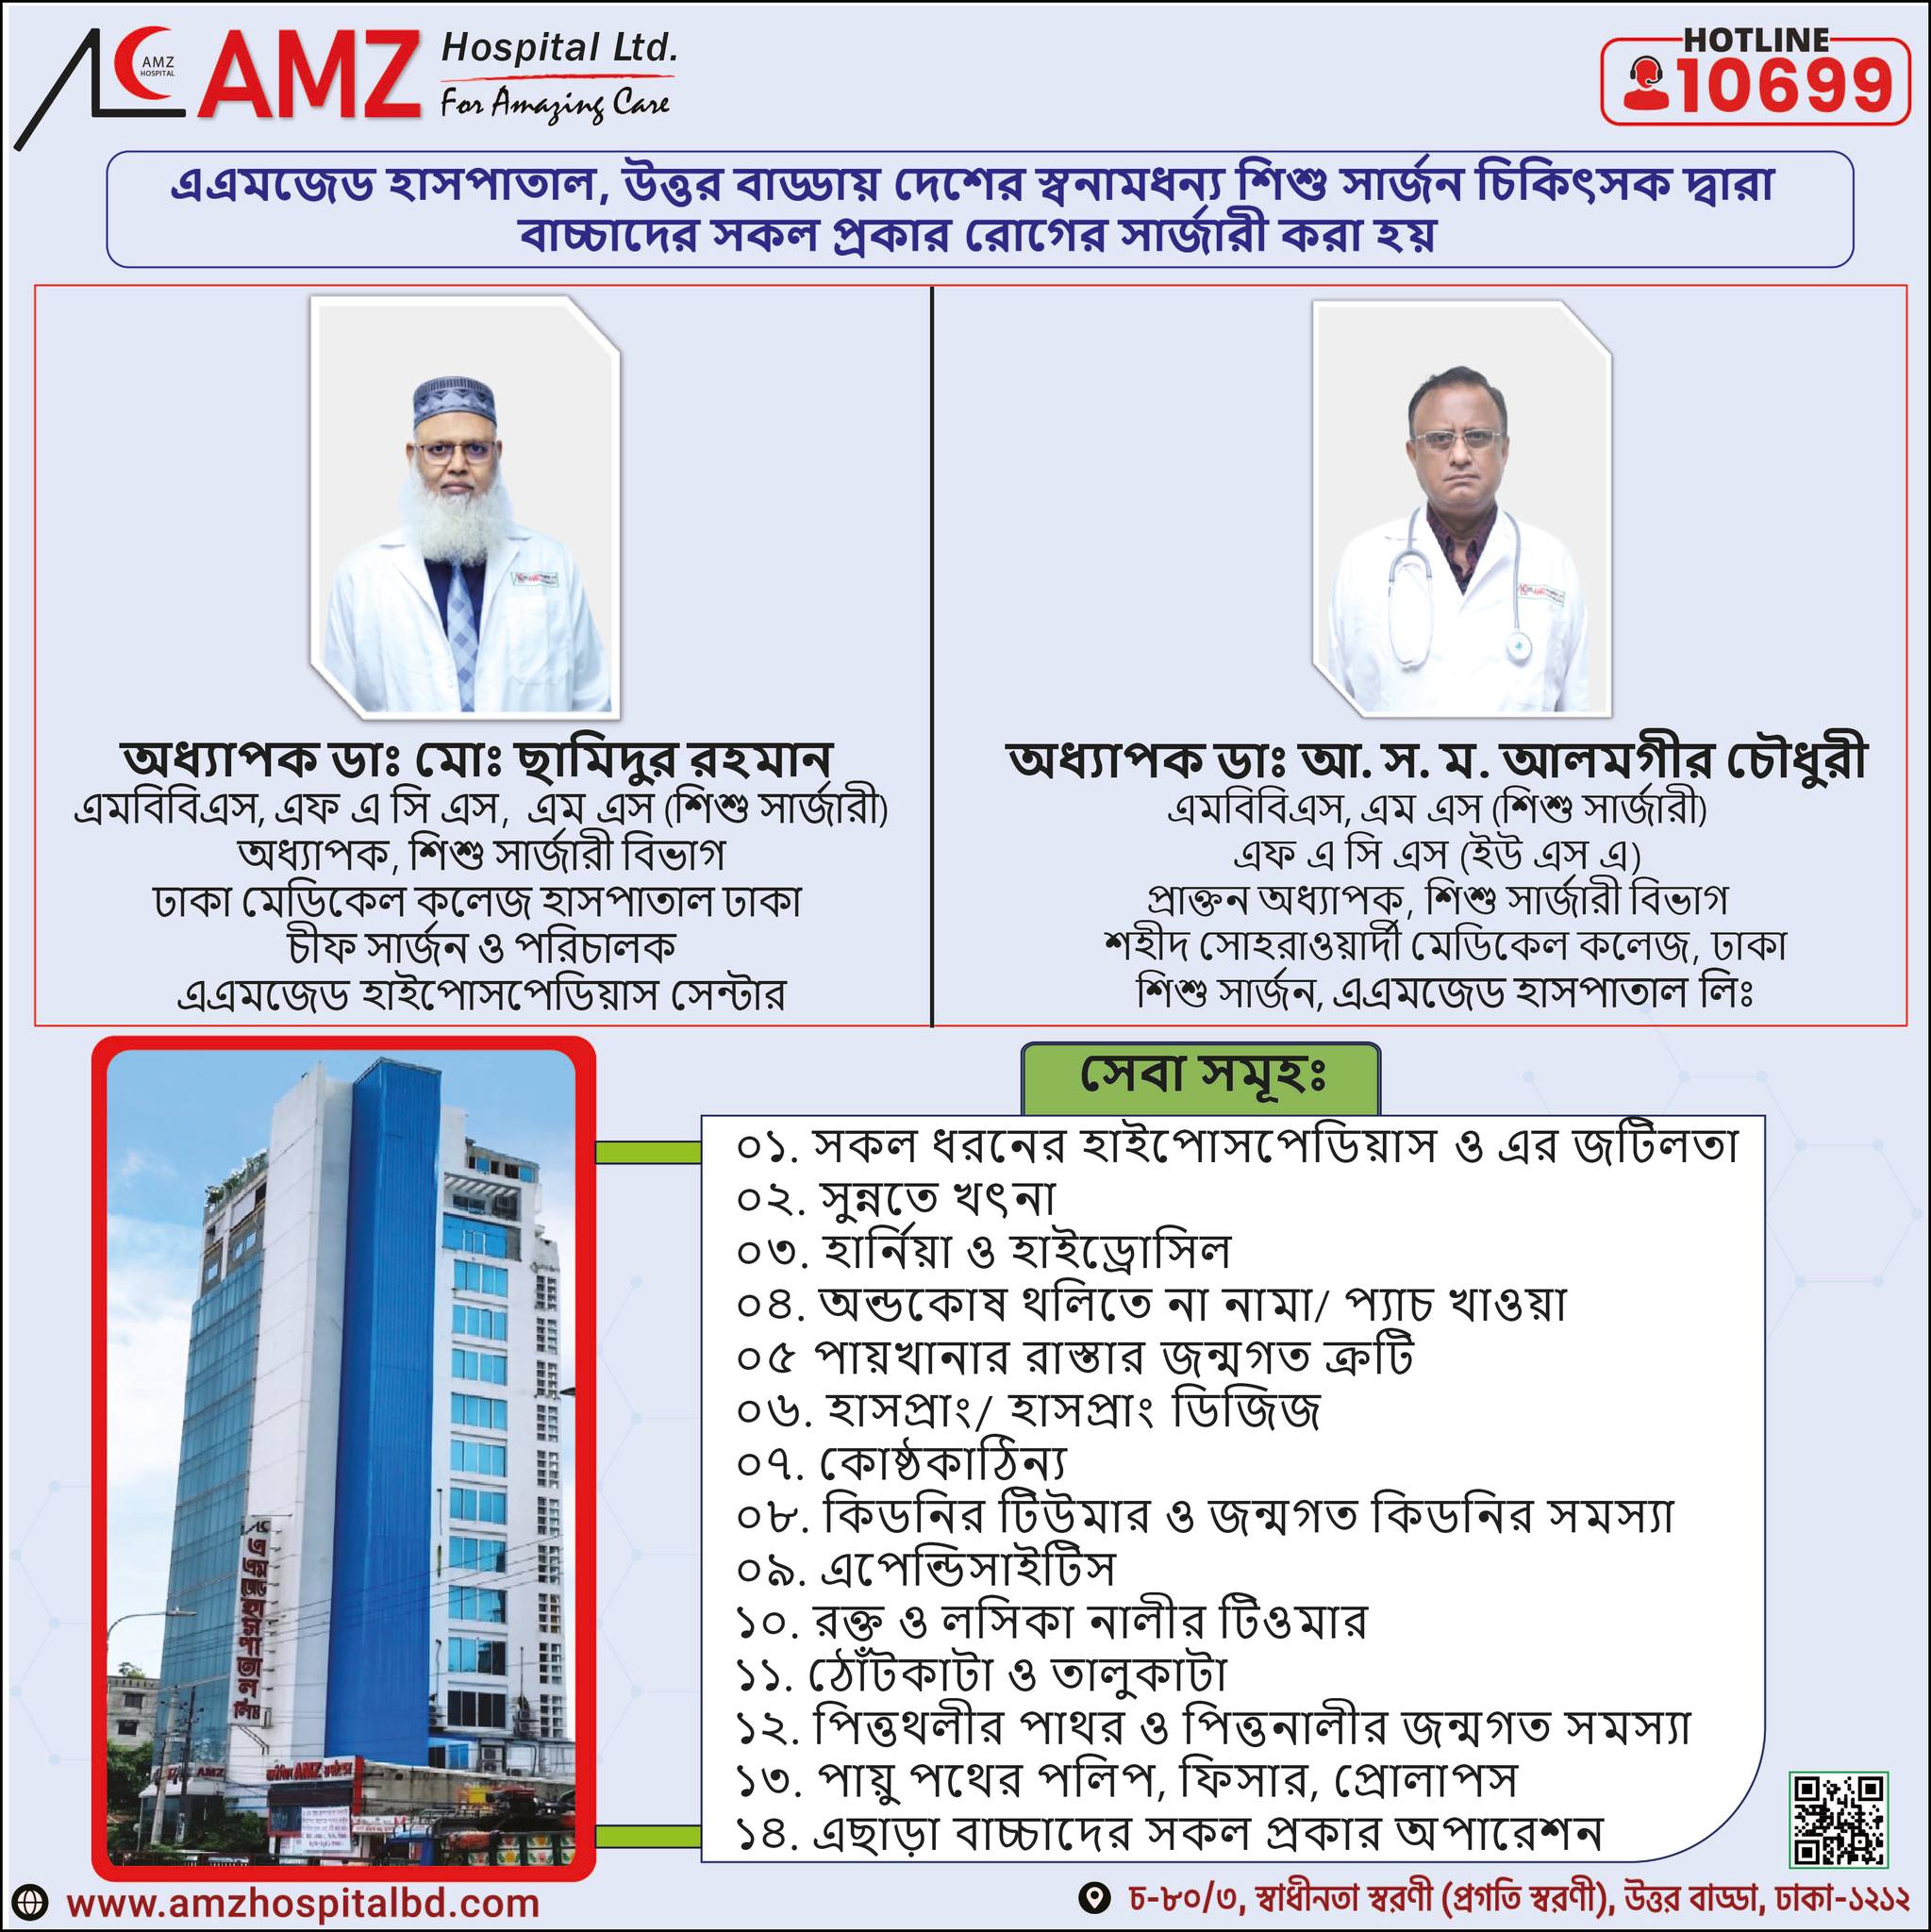 AMZ
HOSPITAL
AMZ
Hospital Ltd.
For Amazing Care
HOTLINE
10699
এএমজেড হাসপাতাল, উত্তর বাড্ডায় দেশের স্বনামধন্য শিশু সার্জন চিকিৎসক দ্বারা
বাচ্চাদের সকল প্রকার রোগের সার্জারী করা হয়
অধ্যাপক ডাঃ মোঃ ছামিদুর রহমান
এমবিবিএস, এফ এ সি এস, এম এস (শিশু সার্জারী)
অধ্যাপক, শিশু সার্জারী বিভাগ
ঢাকা মেডিকেল কলেজ হাসপাতাল ঢাকা
চীফ সার্জন ও পরিচালক
এএমজেড হাইপোসপেডিয়াস সেন্টার
অধ্যাপক ডাঃ আ. স. ম. আলমগীর চৌধুরী
এমবিবিএস, এম এস (শিশু সার্জারী)
এফ এ সি এস (ইউ এস এ)
প্রাক্তন অধ্যাপক, শিশু সার্জারী বিভাগ
শহীদ সোহরাওয়ার্দী মেডিকেল কলেজ, ঢাকা
শিশু সার্জন, এএমজেড হাসপাতাল লিঃ
সেবা সমূহঃ
০১. সকল ধরনের হাইপোসপেডিয়াস ও এর জটিলতা
০২. সুন্নতে খৎনা
০৩. হার্নিয়া ও হাইড্রোসিল
০৪. অন্ডকোষ থলিতে না নামা/ প্যাচ খাওয়া
০৫ পায়খানার রাস্তার জন্মগত ক্রটি
০৬. হাসপ্রাং/ হাসপ্রাং ডিজিজ
০৭. কোষ্ঠকাঠিন্য
০৮. কিডনির টিউমার ও জন্মগত কিডনির সমস্যা
০৯. এপেন্ডিসাইটিস
১০. রক্ত ও লসিকা নালীর টিওমার
১১. ঠোঁটকাটা ও তালুকাটা
১২. পিত্তথলীর পাথর ও পিত্তনালীর জন্মগত সমস্যা
১৩. পায়ু পথের পলিপ, ফিসার, প্রোলাপস
১৪. এছাড়া বাচ্চাদের সকল প্রকার অপারেশন
এএমজেড হাসপাতাল লিঃ
AMZ
AMZ
www.amzhospitalbd.com
চ-৮০/৩, স্বাধীনতা স্বরণী (প্রগতি স্বরণী), উত্তর বাড্ডা, ঢাকা-১২১২